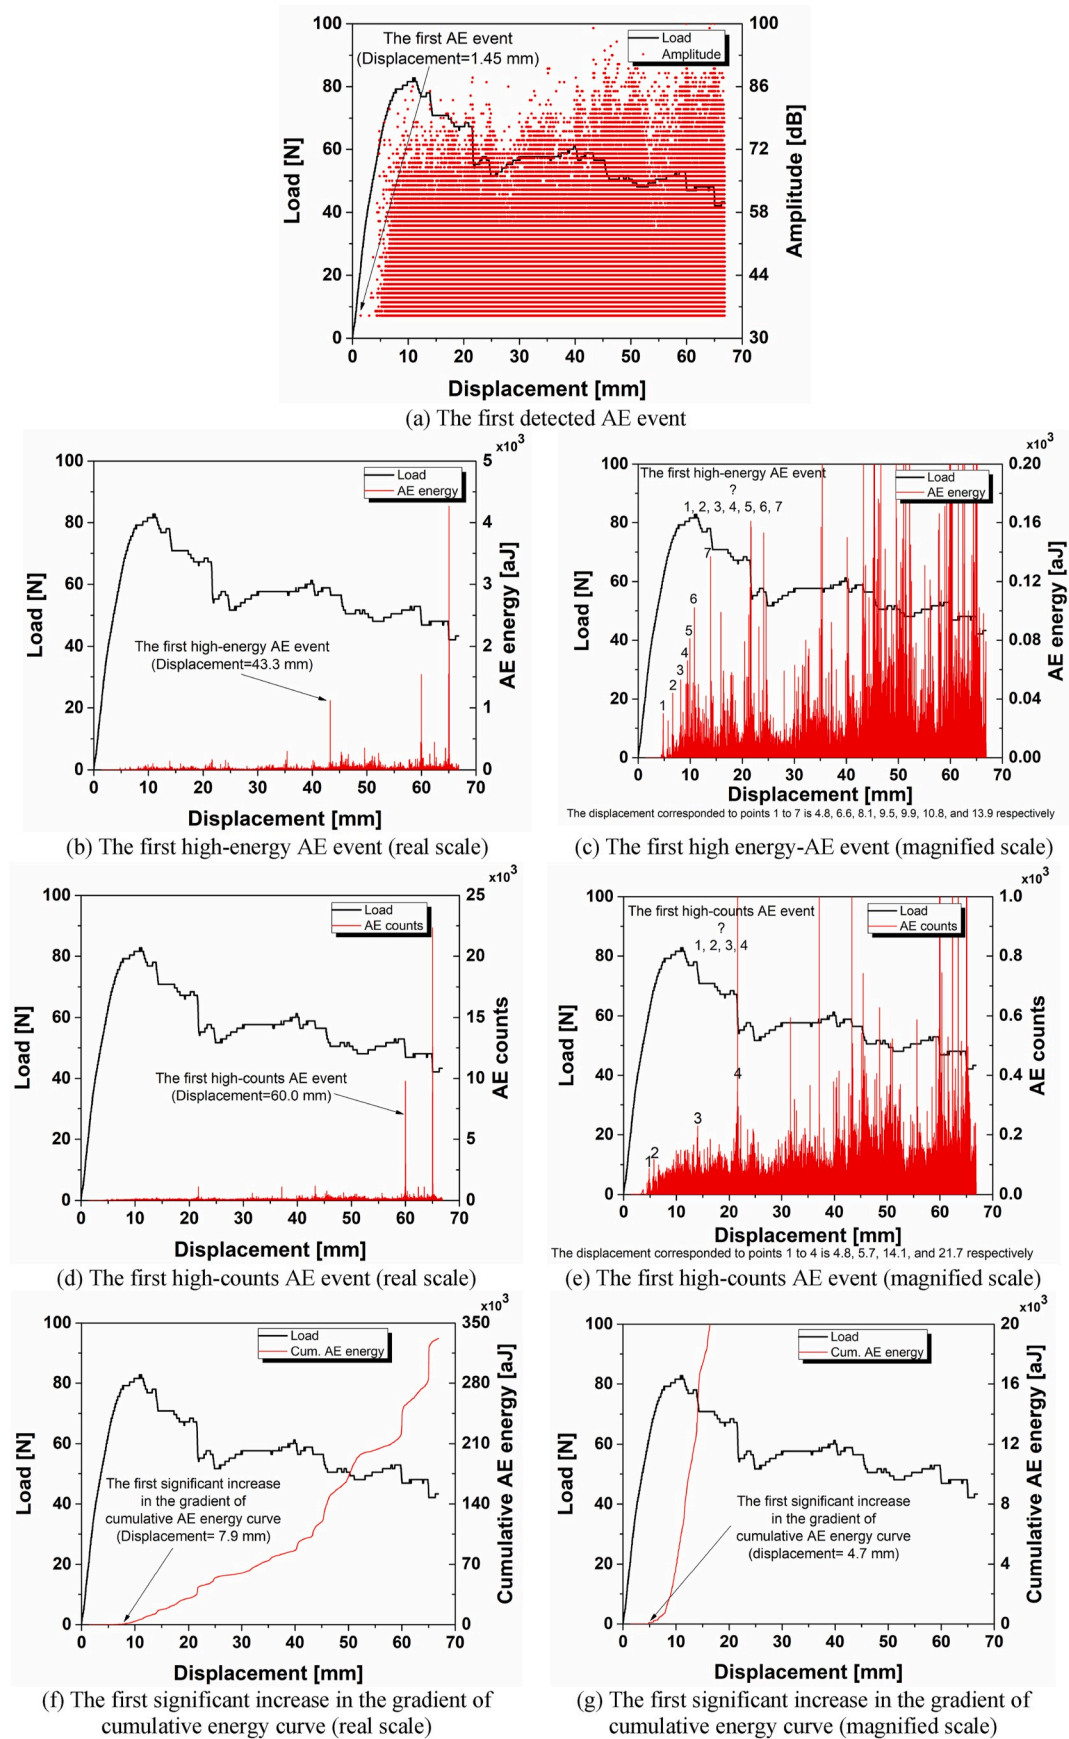 100
80
60
40
20
0
Load [N]
The first AE event
(Displacement=1.45 mm)
Load
Amplitude
100
86
72
58
44
30
Amplitude [dB]
0 10 20 30 40 50 60 70
Displacement [mm]
(a) The first detected AE event
100
80
60
40
20
0
Load [N]
Load
AE energy
The first high-energy AE event
(Displacement=43.3 mm)
x10³
5
4
3
2
1
0
AE energy [aJ]
0 10 20 30 40 50 60 70
Displacement [mm]
(b) The first high-energy AE event (real scale)
100
80
60
40
20
0
Load [N]
The first high-energy AE event
?
1, 2, 3, 4, 5, 6, 7
Load
AE energy
7
6
5
4
3
2
1
x10³
0.20
0.16
0.12
0.08
0.04
0.00
AE energy [aJ]
0 10 20 30 40 50 60 70
Displacement [mm]
The displacement corresponded to points 1 to 7 is 4.8, 6.6, 8.1, 9.5, 9.9, 10.8, and 13.9 respectively
(c) The first high energy-AE event (magnified scale)
100
80
60
40
20
0
Load [N]
Load
AE counts
The first high-counts AE event
(Displacement=60.0 mm)
x10³
25
20
15
10
5
0
AE counts
0 10 20 30 40 50 60 70
Displacement [mm]
(d) The first high-counts AE event (real scale)
100
80
60
40
20
0
Load [N]
The first high-counts AE event
?
1, 2, 3, 4
Load
AE counts
4
3
2
1
x10³
1.0
0.8
0.6
0.4
0.2
0.0
AE counts
0 10 20 30 40 50 60 70
Displacement [mm]
The displacement corresponded to points 1 to 4 is 4.8, 5.7, 14.1, and 21.7 respectively
(e) The first high-counts AE event (magnified scale)
100
80
60
40
20
0
Load [N]
Load
Cum. AE energy
The first significant increase
in the gradient of
cumulative AE energy curve
(Displacement= 7.9 mm)
x10³
350
280
210
140
70
0
Cumulative AE energy [aJ]
0 10 20 30 40 50 60 70
Displacement [mm]
(f) The first significant increase in the gradient of
cumulative energy curve (real scale)
100
80
60
40
20
0
Load [N]
Load
Cum. AE energy
The first significant increase
in the gradient of
cumulative AE energy curve
(displacement= 4.7 mm)
x10³
20
16
12
8
4
0
Cumulative AE energy [aJ]
0 10 20 30 40 50 60 70
Displacement [mm]
(g) The first significant increase in the gradient of
cumulative energy curve (magnified scale)